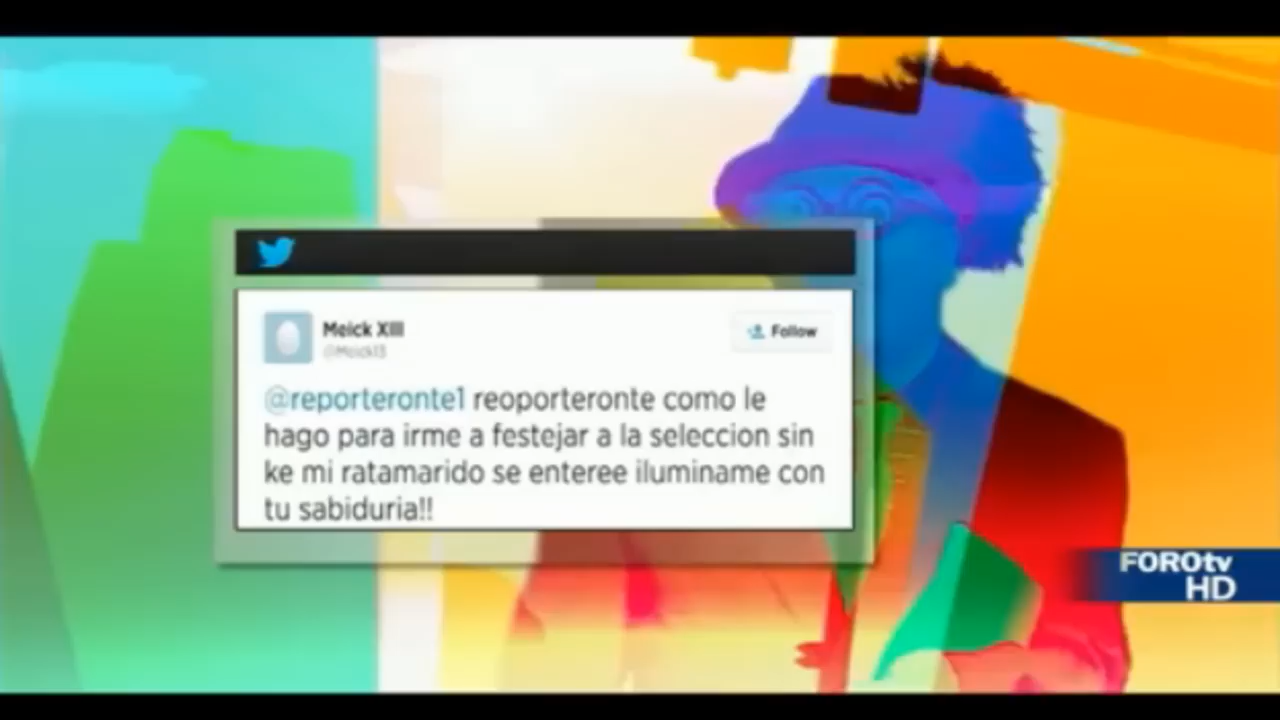 Meick XIII
@Meick13
Follow
@reporteronte1 reoporteronte como le
hago para irme a festejar a la seleccion sin
ke mi ratamarido se enteree iluminame con
tu sabiduria!!
FOROtv
HD